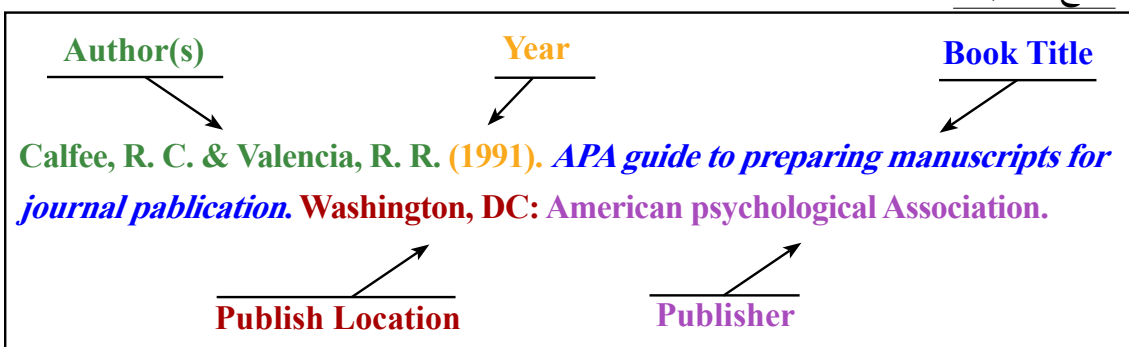 Author(s) Year Book Title
Calfee, R. C. & Valencia, R. R. (1991). APA guide to preparing manuscripts for
journal pablication. Washington, DC: American psychological Association.
Publish Location Publisher